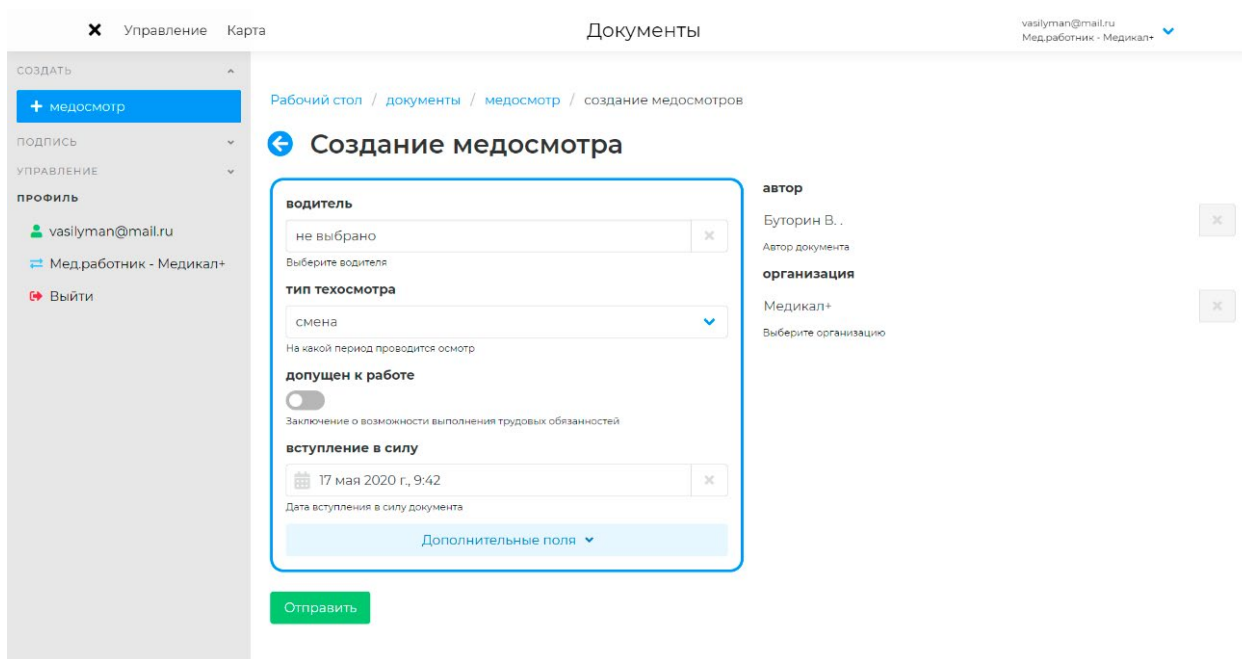 Управление Карта
Документы
vasilyman@mail.ru
Мед.работник - Медикал+
СОЗДАТЬ
медосмотр
ПОДПИСЬ
УПРАВЛЕНИЕ
ПРОФИЛЬ
vasilyman@mail.ru
Мед.работник - Медикал+
Выйти
Рабочий стол / документы / медосмотр / создание медосмотров
Создание медосмотра
водитель
не выбрано
Выберите водителя
тип техосмотра
смена
На какой период проводится осмотр
допущен к работе
Заключение о возможности выполнения трудовых обязанностей
вступление в силу
17 мая 2020 г., 9:42
Дата вступления в силу документа
Дополнительные поля
Отправить
автор
Буторин В. .
Автор документа
организация
Медикал+
Выберите организацию